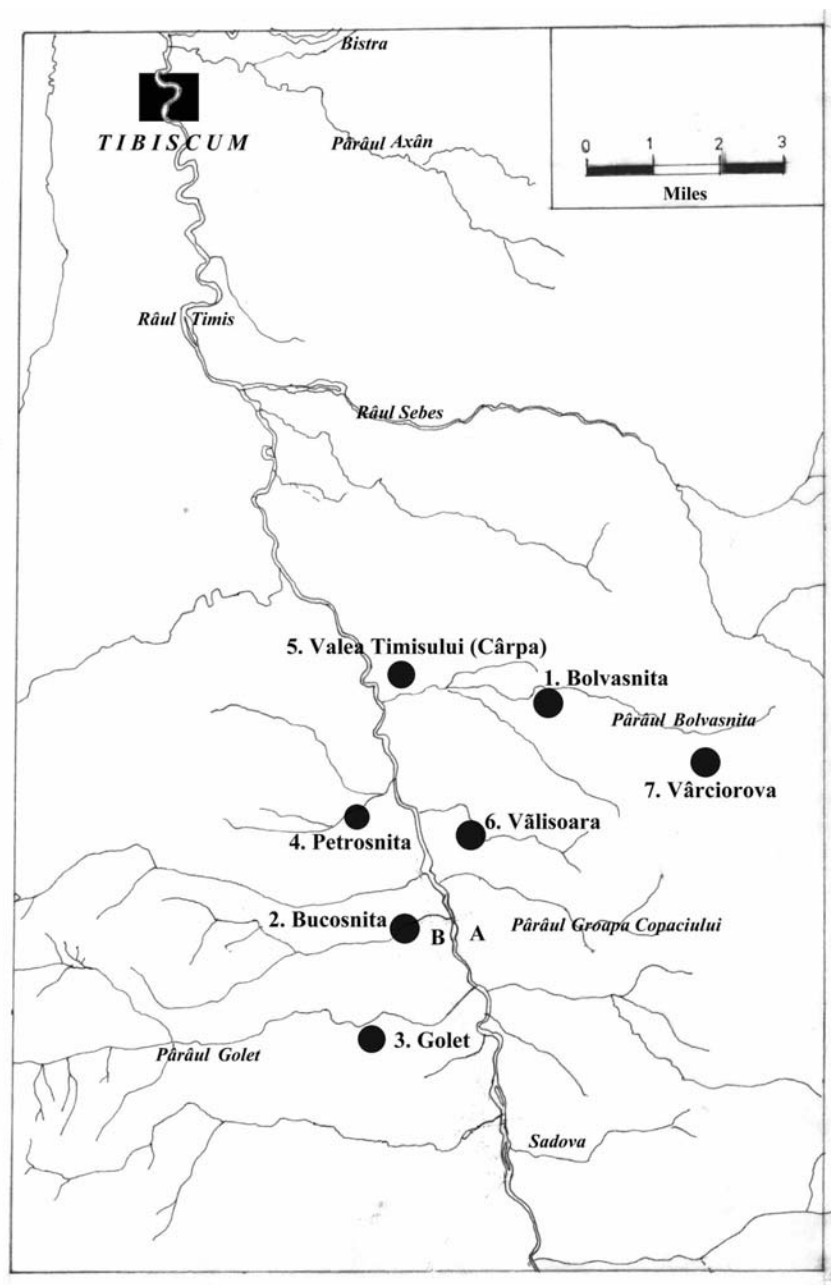 Bistra
TIBISCUM
Pârâul Axân
0 1 2 3
Miles
Râul Timis
Râul Sebes
5. Valea Timisului (Cârpa)
1. Bolvasnita
Pârâul Bolvasnita
7. Vârciorova
4. Petrosnita
6. Vãlisoara
2. Bucosnita
B A
Pârâul Groapa Copaciului
3. Golet
Pârâul Golet
Sadova